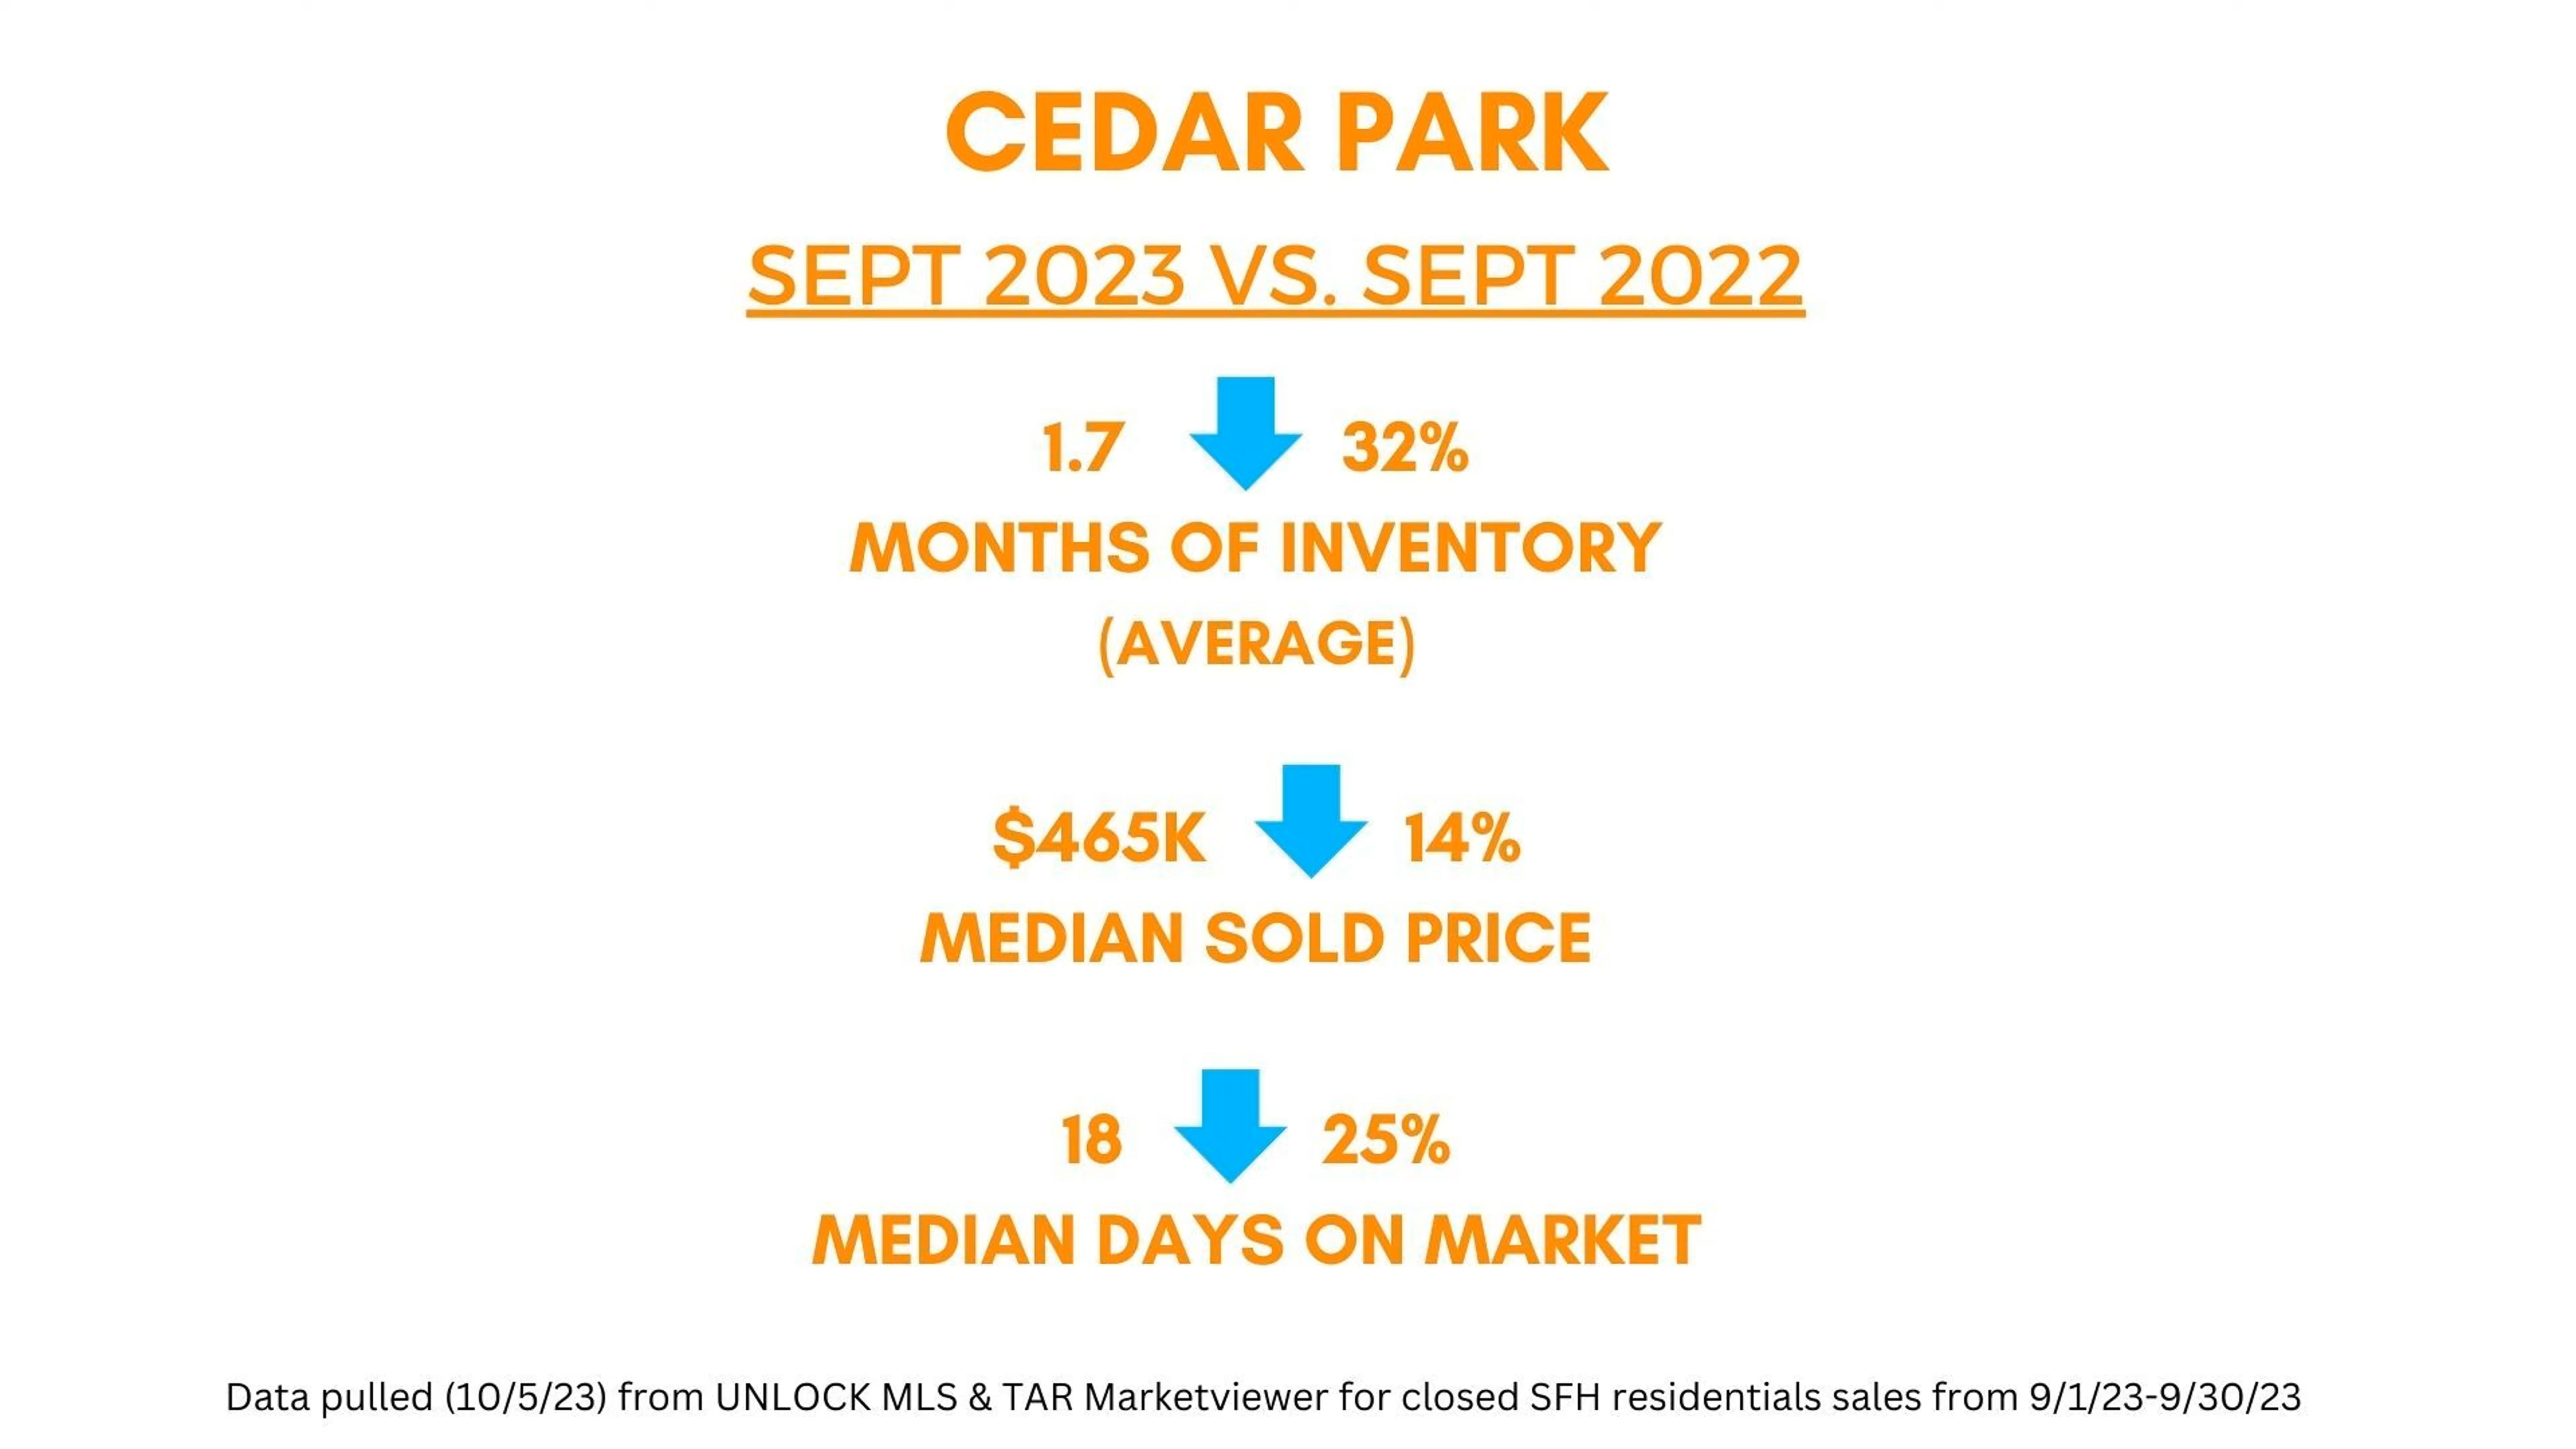 CEDAR PARK
SEPT 2023 VS. SEPT 2022
1.7 32%
MONTHS OF INVENTORY
(AVERAGE)
$465K 14%
MEDIAN SOLD PRICE
18 25%
MEDIAN DAYS ON MARKET
Data pulled (10/5/23) from UNLOCK MLS & TAR Marketviewer for closed SFH residentials sales from 9/1/23-9/30/23